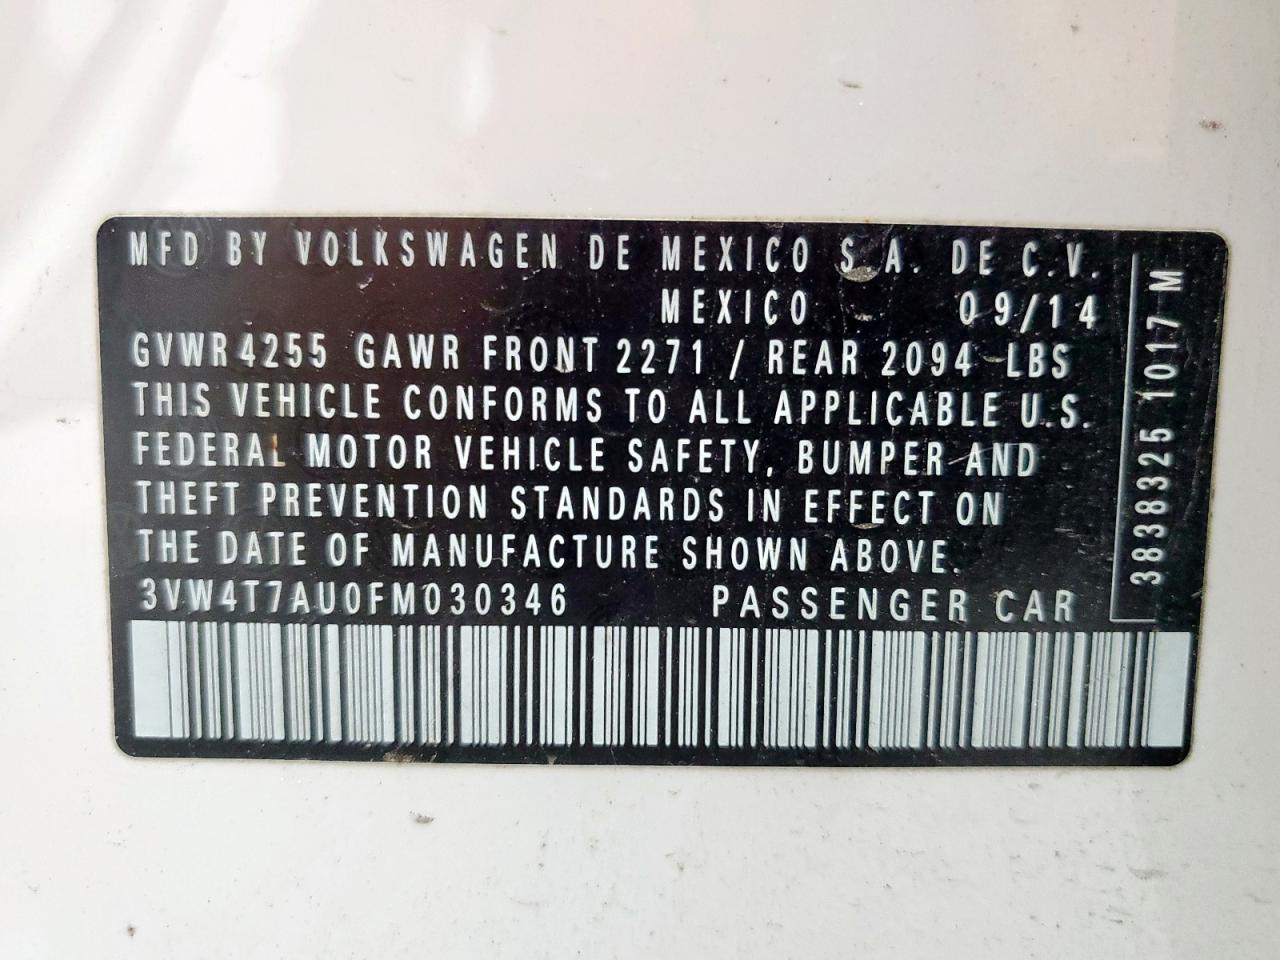 MFD BY VOLKSWAGEN DE MEXICO S.A. DE C.V.
MEXICO 09/14
GVWR 4255 GAWR FRONT 2271 / REAR 2094 LBS
THIS VEHICLE CONFORMS TO ALL APPLICABLE U.S.
FEDERAL MOTOR VEHICLE SAFETY, BUMPER AND
THEFT PREVENTION STANDARDS IN EFFECT ON
THE DATE OF MANUFACTURE SHOWN ABOVE.
3VW4T7AU0FM030346 PASSENGER CAR
3838325 1017 M